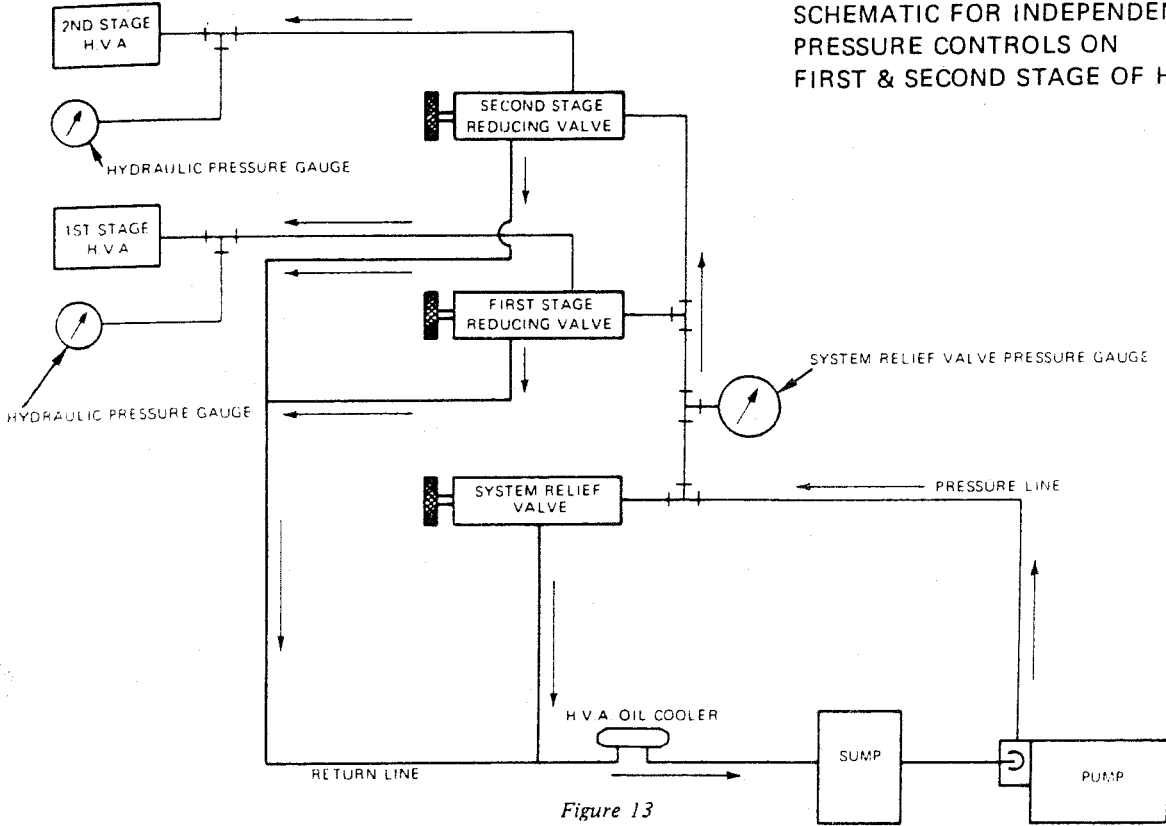 SCHEMATIC FOR INDEPENDEN
PRESSURE CONTROLS ON
FIRST & SECOND STAGE OF H
2ND STAGE
H.V.A
HYDRAULIC PRESSURE GAUGE
SECOND STAGE
REDUCING VALVE
1ST STAGE
H.V.A
HYDRAULIC PRESSURE GAUGE
FIRST STAGE
REDUCING VALVE
SYSTEM RELIEF VALVE PRESSURE GAUGE
SYSTEM RELIEF
VALVE
PRESSURE LINE
H.V.A. OIL COOLER
RETURN LINE
SUMP
PUMP
Figure 13